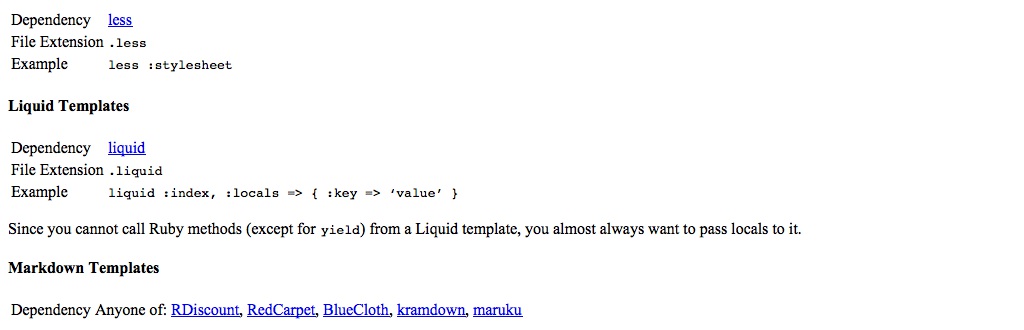 Dependency less
File Extension .less
Example less :stylesheet
Liquid Templates
Dependency liquid
File Extension .liquid
Example liquid :index, :locals => { :key => ‘value’ }
Since you cannot call Ruby methods (except for yield) from a Liquid template, you almost always want to pass locals to it.
Markdown Templates
Dependency Anyone of: RDiscount, RedCarpet, BlueCloth, kramdown, maruku